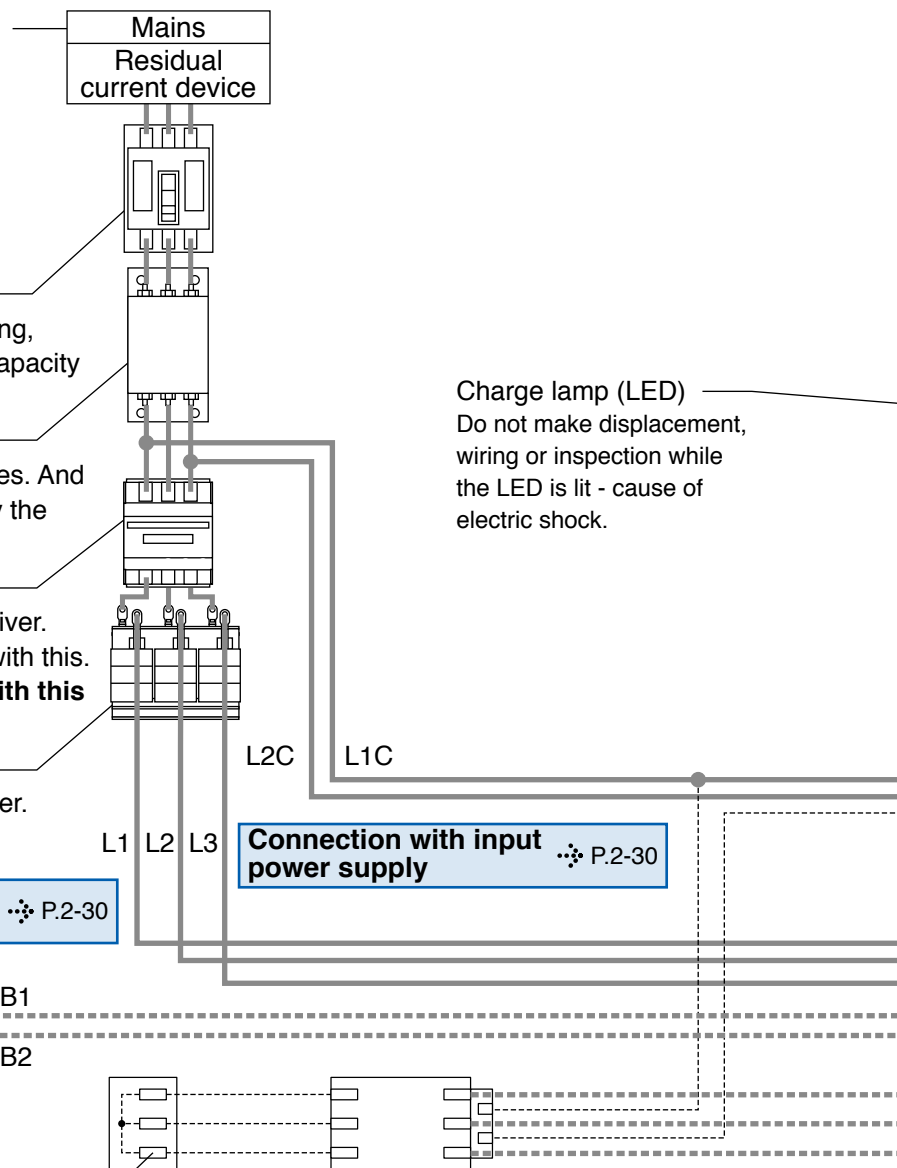 Mains
Residual
current device
ng,
apacity
Charge lamp (LED)
Do not make displacement,
wiring or inspection while
the LED is lit - cause of
electric shock.
es. And
the
iver.
with this.
ith this
L2C
L1C
er.
L1
L2
L3
Connection with input
power supply
P.2-30
P.2-30
B1
B2